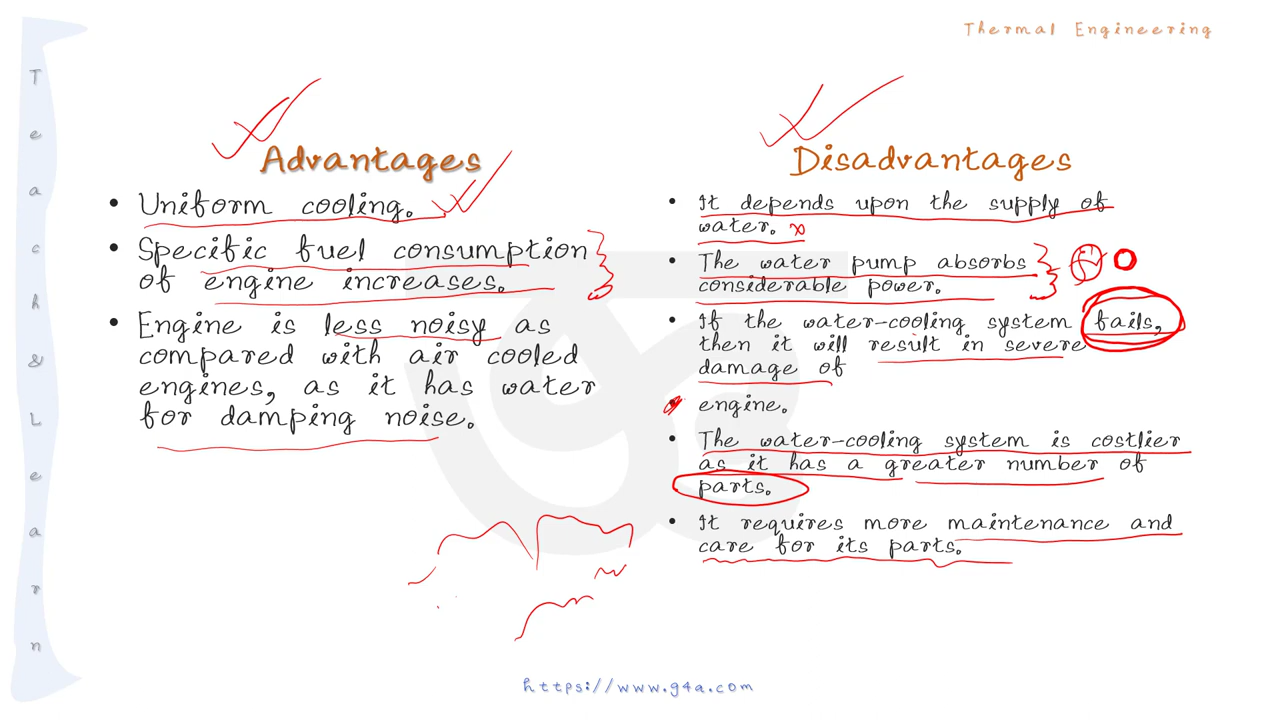 Thermal Engineering
Teach & Learn
Advantages
• Uniform cooling.
• Specific fuel consumption
of engine increases.
• Engine is less noisy as
compared with air cooled
engines, as it has water
for damping noise.
Disadvantages
• It depends upon the supply of
water.
• The water pump absorbs
considerable power.
• If the water-cooling system fails,
then it will result in severe
damage of
• engine.
• The water-cooling system is costlier
as it has a greater number of
parts.
• It requires more maintenance and
care for its parts.
https://www.g4a.com